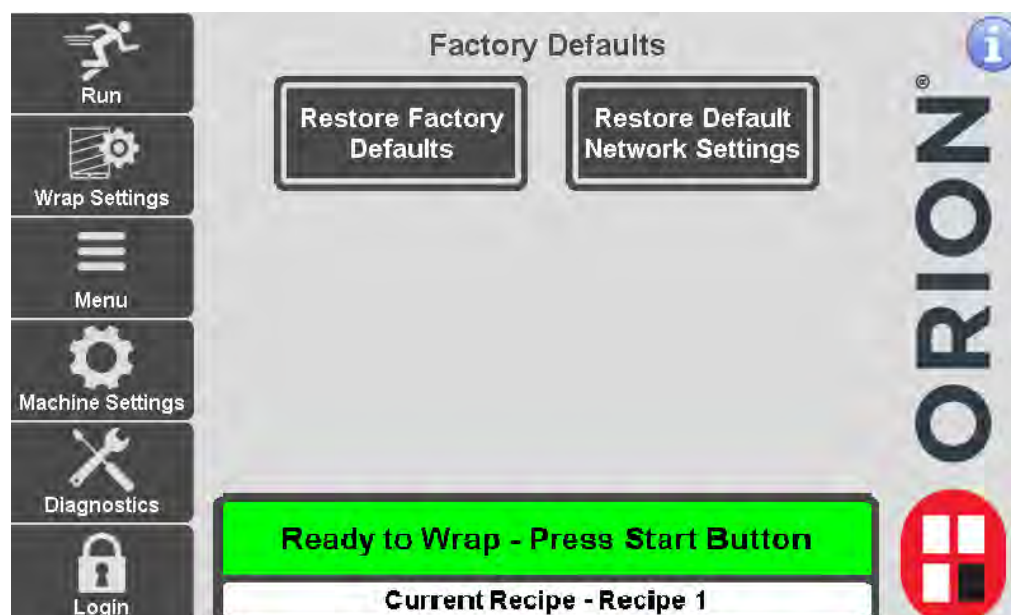 Run
Wrap Settings
Menu
Machine Settings
Diagnostics
Login
Factory Defaults
Restore Factory
Defaults
Restore Default
Network Settings
Ready to Wrap - Press Start Button
Current Recipe - Recipe 1
i
ORION®